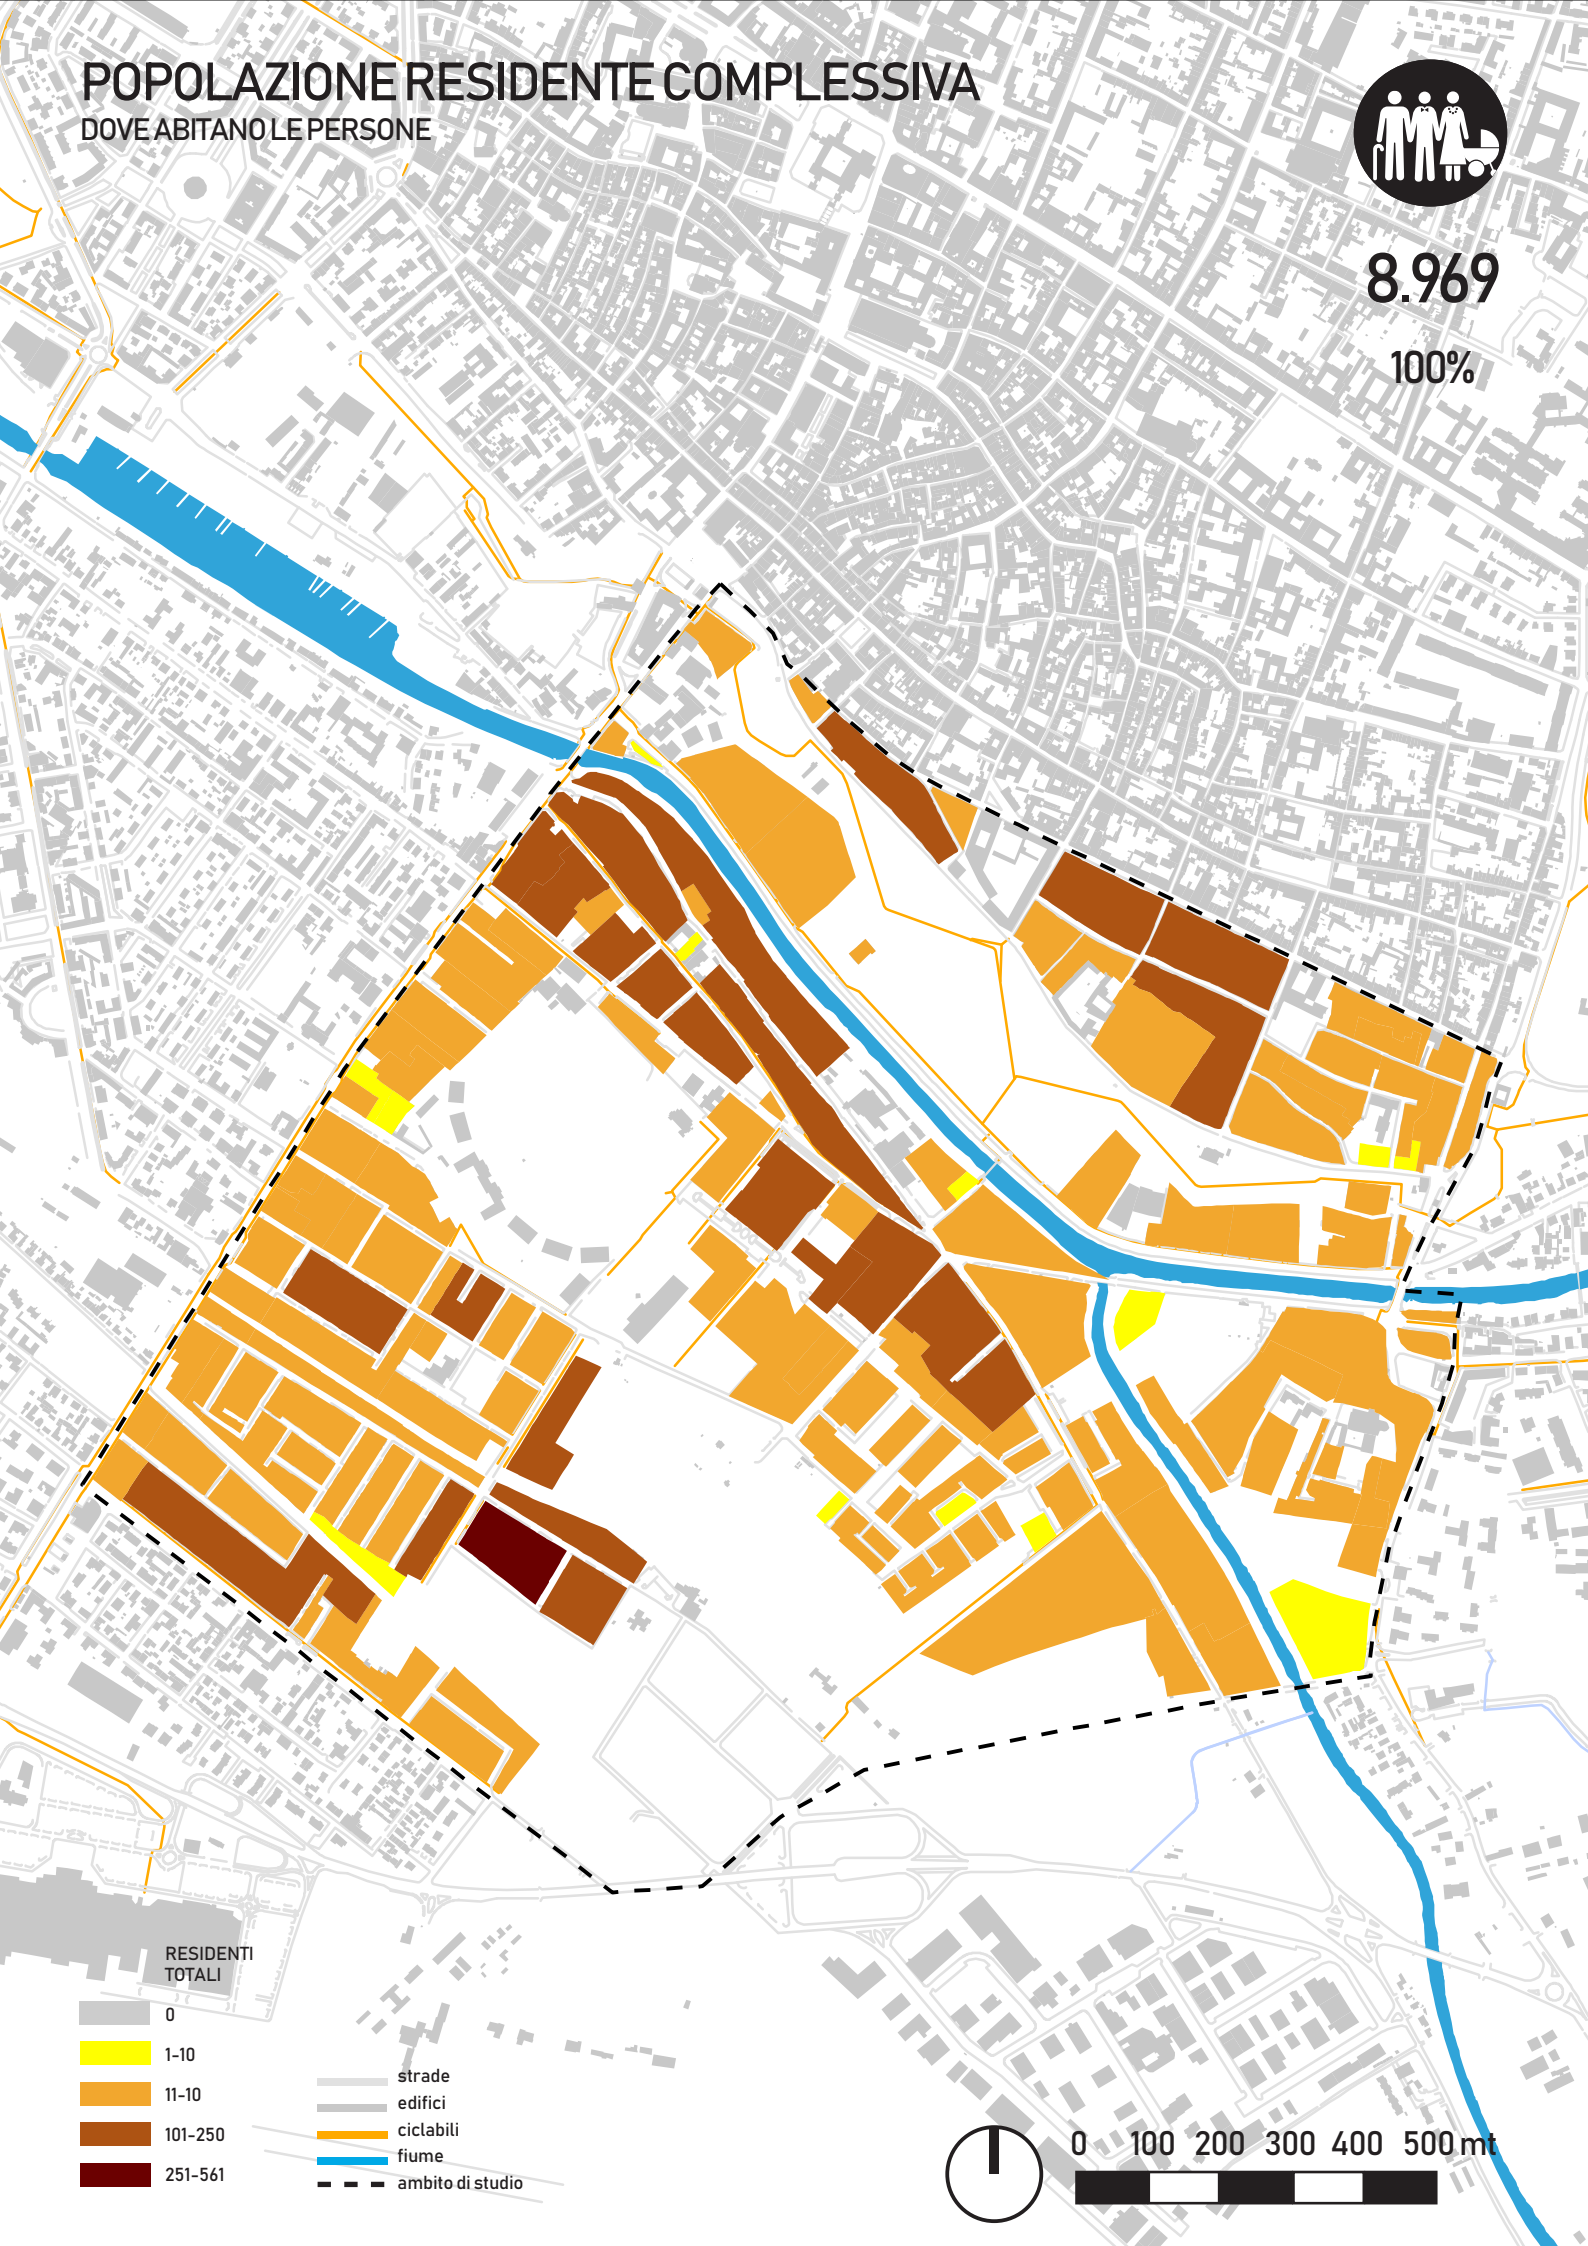 POPOLAZIONE RESIDENTE COMPLESSIVA
DOVE ABITANO LE PERSONE
8.969
100%
RESIDENTI
TOTALI
0
1-10
11-10
101-250
251-561
strade
edifici
ciclabili
fiume
ambito di studio
0 100 200 300 400 500 mt